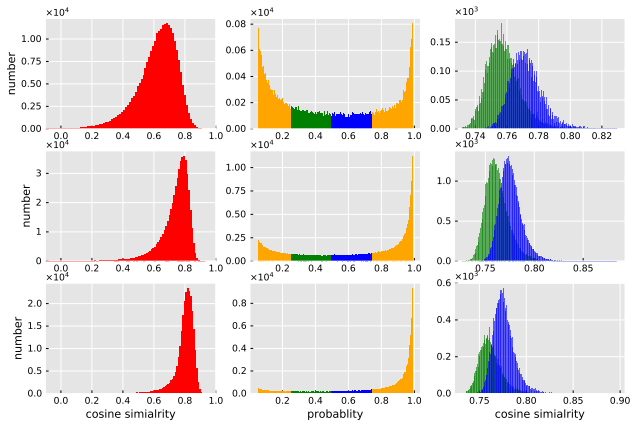 ×10⁴ ×10⁴ ×10³
number
1.00 0.75 0.50 0.25 0.00
0.0 0.2 0.4 0.6 0.8 1.0
0.08 0.06 0.04 0.02 0.00
0.2 0.4 0.6 0.8 1.0
0.15 0.10 0.05 0.00
0.74 0.76 0.78 0.80 0.82
×10⁴ ×10⁴ ×10³
number
3 2 1 0
0.0 0.2 0.4 0.6 0.8 1.0
1.00 0.75 0.50 0.25 0.00
0.2 0.4 0.6 0.8 1.0
1.0 0.5 0.0
0.75 0.80 0.85
×10⁴ ×10⁴ ×10³
number
2.0 1.5 1.0 0.5 0.0
0.0 0.2 0.4 0.6 0.8 1.0
0.8 0.6 0.4 0.2 0.0
0.2 0.4 0.6 0.8 1.0
0.6 0.4 0.2 0.0
0.75 0.80 0.85 0.90
cosine simialrity probablity cosine simialrity